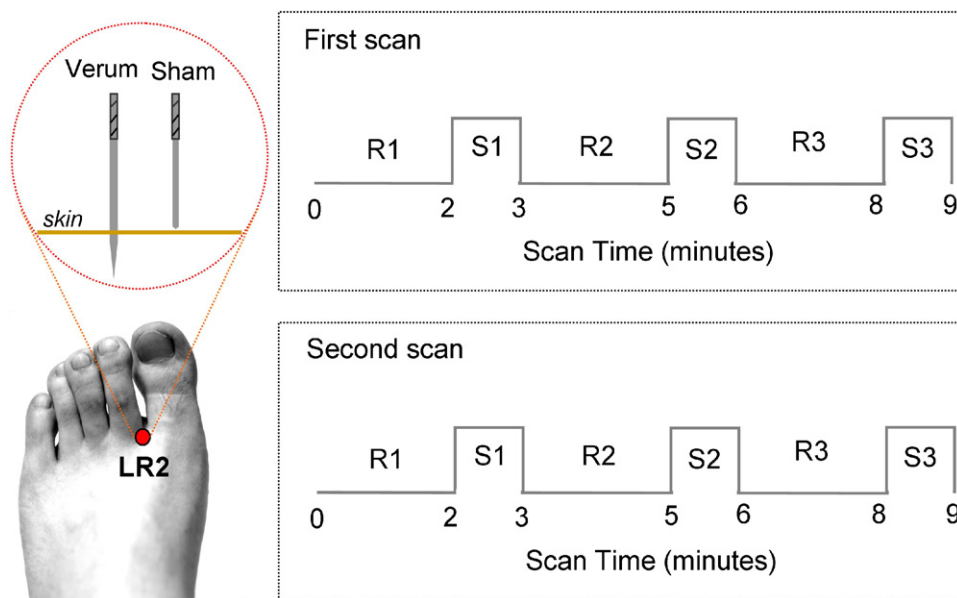 Verum Sham
skin
LR2
First scan
R1 S1 R2 S2 R3 S3
0 2 3 5 6 8 9
Scan Time (minutes)
Second scan
R1 S1 R2 S2 R3 S3
0 2 3 5 6 8 9
Scan Time (minutes)